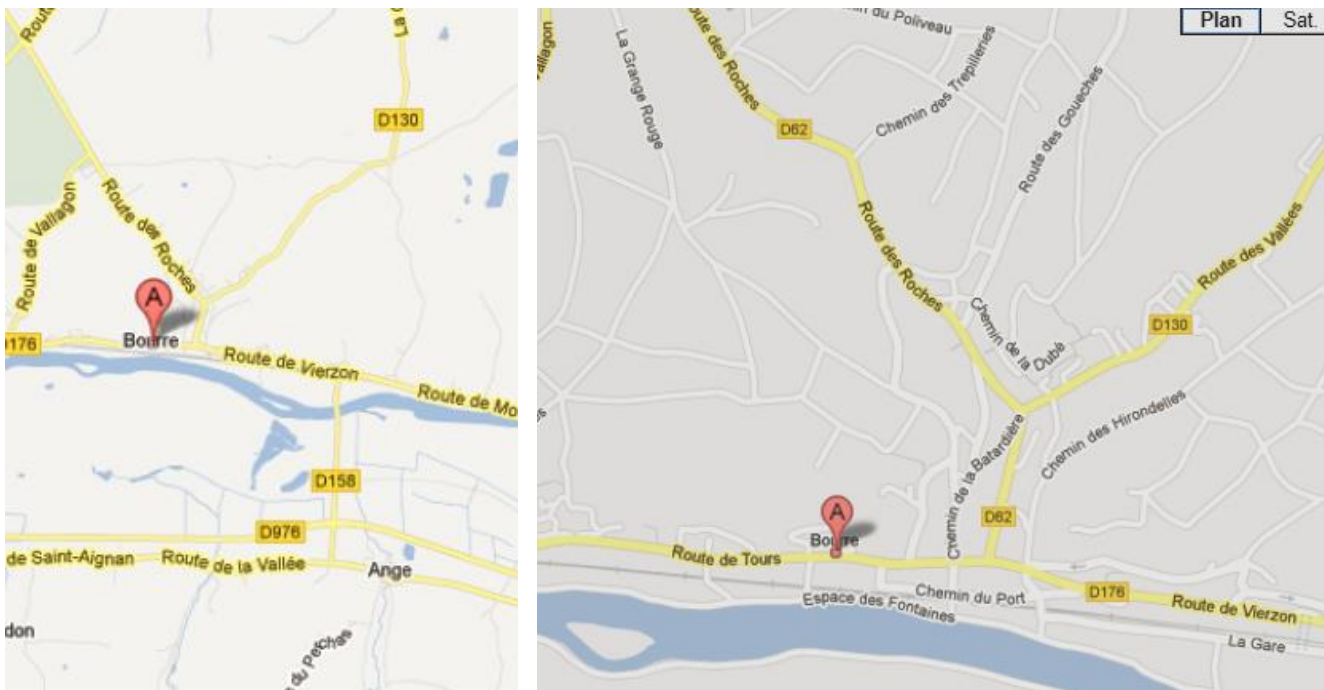 Route
La
Route de Vallagon
D130
Route des Roches
A
Bourre
D176
Route de Vierzon
Route de Mo
D158
D976
de Saint-Aignan
Route de la Vallée
Ange
don
Plan
Sat.
du Poliveau
La Grange Rouge
Route des Roches
Vallagon
Chemin des Trepilleries
D62
Route des Goueches
Route des Roches
Route des Vallées
Chemin de la Dube
D130
Chemin de la Batardière
Chemin des Hirondelles
D62
A
Bourre
Route de Tours
Chemin du Port
Espace des Fontaines
D176
Route de Vierzon
La Gare